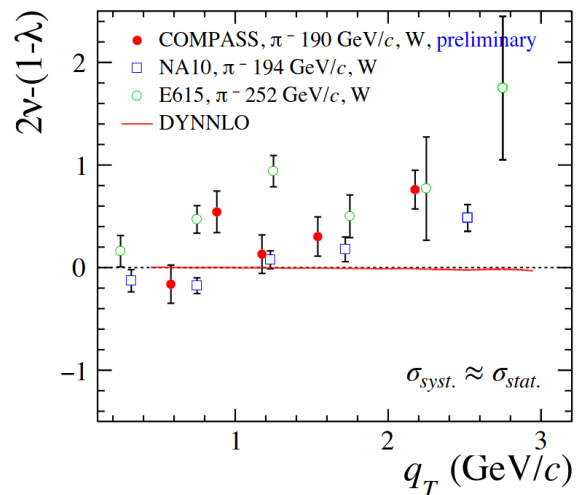 2ν-(1-λ)
COMPASS, π⁻ 190 GeV/c, W, preliminary
NA10, π⁻ 194 GeV/c, W
E615, π⁻ 252 GeV/c, W
DYNNLO
2
1
0
−1
σsyst. ≈ σstat.
1 2 3
qT (GeV/c)